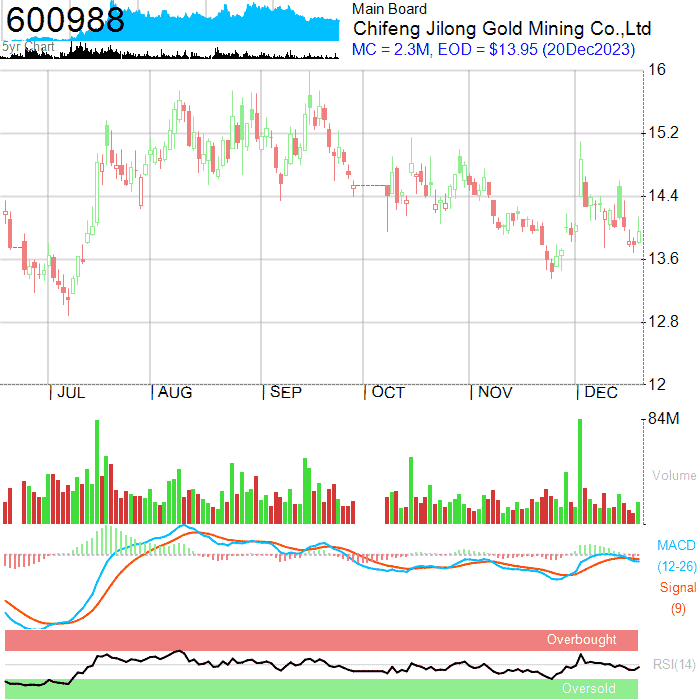 600988
5yr Chart
Main Board
Chifeng Jilong Gold Mining Co.,Ltd
MC = 2.3M, EOD = $13.95 (20Dec2023)
16
15.2
14.4
13.6
12.8
12
| JUL | AUG | SEP | OCT | NOV | DEC
84M
Volume
MACD
(12-26)
Signal
(9)
Overbought
RSI(14)
Oversold